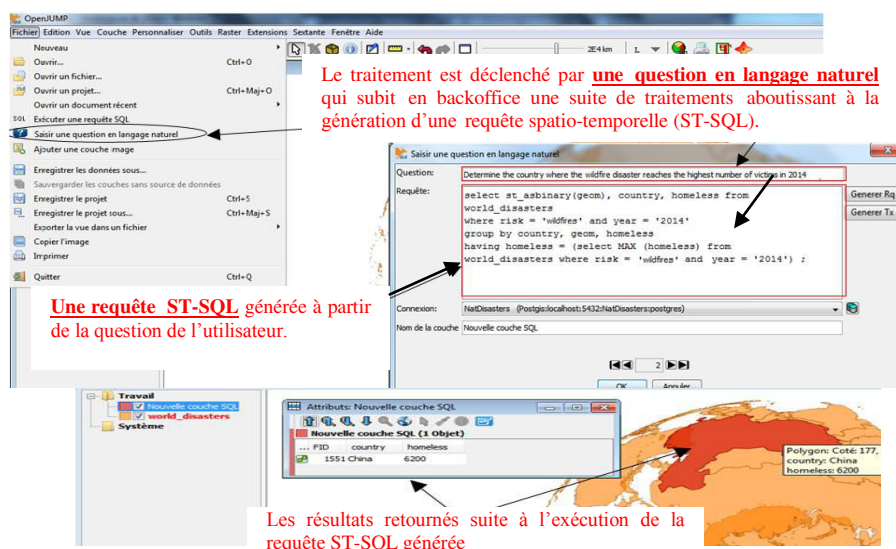 OpenJUMP
Fichier Edition Vue Couche Personnaliser Outils Raster Extensions Sextante Fenêtre Aide
Nouveau
Ouvrir... Ctrl+O
Ouvrir un fichier...
Ouvrir un projet... Ctrl+Maj+O
Ouvrir un document récent
SQL Exécuter une requête SQL
Saisir une question en langage naturel
Ajouter une couche image
Enregistrer les données sous...
Sauvergarder les couches sans source de données
Enregistrer le projet Ctrl+S
Enregistrer le projet sous... Ctrl+Maj+S
Exporter la vue dans un fichier
Copier l'image
Imprimer
Quitter Ctrl+Q
2E4 km L
Le traitement est déclenché par une question en langage naturel
qui subit en backoffice une suite de traitements aboutissant à la
génération d'une requête spatio-temporelle (ST-SQL).
Saisir une question en langage naturel
Question: Determine the country where the wildfire disaster reaches the highest number of victims in 2014
Requête:
select st_asbinary(geom), country, homeless from
world_disasters
where risk = 'wildfires' and year = '2014'
group by country, geom, homeless
having homeless = (select MAX (homeless) from
world_disasters where risk = 'wildfires' and year = '2014') ;
Generer Rq
Generer Tx
Une requête ST-SQL générée à partir
de la question de l'utilisateur.
Connexion: NatDisasters (Postgis:localhost:5432:NatDisasters:postgres)
Nom de la couche Nouvelle couche SQL
2
OK Annuler
Travail
Nouvelle couche SQL
world_disasters
Système
Attributs: Nouvelle couche SQL
Nouvelle couche SQL (1 Objet)
... FID country homeless
1551 China 6200
Polygon: Coté: 177,
country: China
homeless: 6200
Les résultats retournés suite à l'exécution de la
requête ST-SQL générée